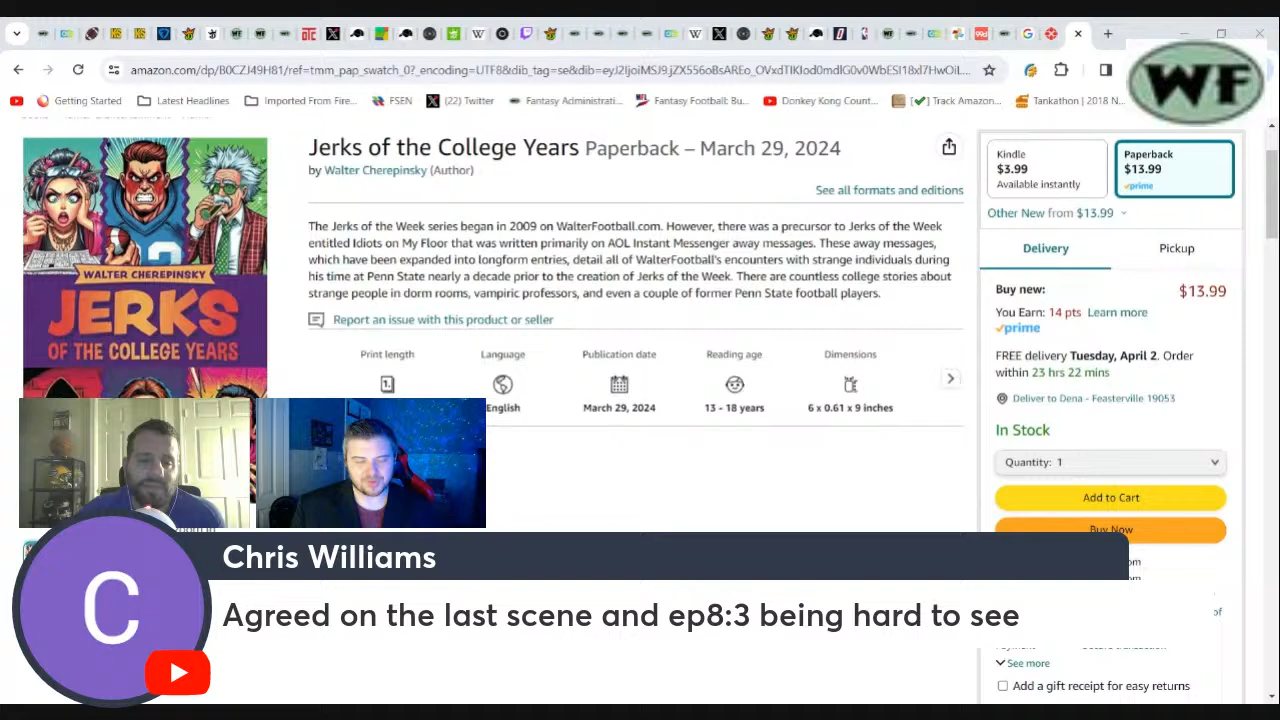 amazon.com/dp/B0CZJ49H81/ref=tmm_pap_swatch_0?_encoding=UTF8&dib_tag=se&dib=
WF
Getting Started
Latest Headlines
Imported From Fire...
FSEN
(22) Twitter
Fantasy Administrati...
Fantasy Football: Bu...
Donkey Kong Count...
[✔] Track Amazon...
Tankathon | 2018 N...
Jerks of the College Years Paperback – March 29, 2024
by Walter Cherepinsky (Author)
See all formats and editions
The Jerks of the Week series began in 2009 on WalterFootball.com. However, there was a precursor to Jerks of the Week
entitled Idiots on My Floor that was written primarily on AOL Instant Messenger away messages. These away messages,
which have been expanded into longform entries, detail all of WalterFootball's encounters with strange individuals during
his time at Penn State nearly a decade prior to the creation of Jerks of the Week. There are countless college stories about
strange people in dorm rooms, vampiric professors, and even a couple of former Penn State football players.
Report an issue with this product or seller
Print length
Language
Publication date
Reading age
Dimensions
English
March 29, 2024
13 - 18 years
6 x 0.61 x 9 inches
WALTER CHEREPINSKY
JERKS
OF THE COLLEGE YEARS
Kindle
$3.99
Available instantly
Paperback
$13.99
prime
Other New from $13.99
Delivery
Pickup
Buy new:
$13.99
You Earn: 14 pts Learn more
prime
FREE delivery Tuesday, April 2. Order
within 23 hrs 22 mins
Deliver to Dena - Feasterville 19053
In Stock
Quantity: 1
Add to Cart
Buy Now
See more
Add a gift receipt for easy returns
C
Chris Williams
Agreed on the last scene and ep8:3 being hard to see